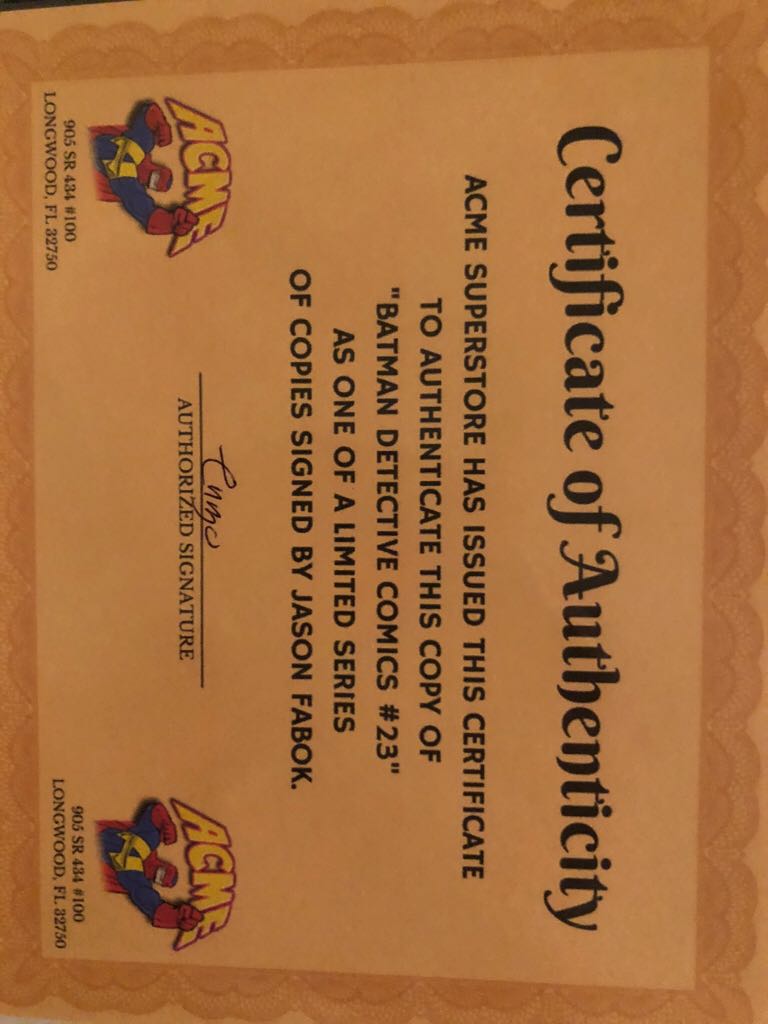 Certificate of Authenticity
ACME SUPERSTORE HAS ISSUED THIS CERTIFICATE
TO AUTHENTICATE THIS COPY OF
"BATMAN DETECTIVE COMICS #23"
AS ONE OF A LIMITED SERIES
OF COPIES SIGNED BY JASON FABOK.
AUTHORIZED SIGNATURE
ACME
905 SR 434 #100
LONGWOOD, FL 32750
ACME
905 SR 434 #100
LONGWOOD, FL 32750